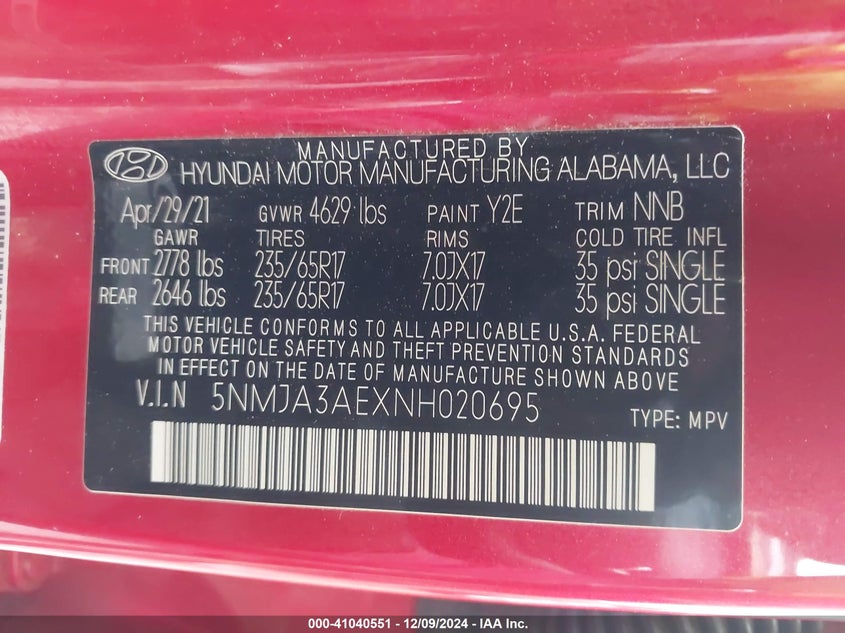 MANUFACTURED BY
HYUNDAI MOTOR MANUFACTURING ALABAMA, LLC
Apr/29/21 GVWR 4629 lbs PAINT Y2E TRIM NNB
GAWR TIRES RIMS COLD TIRE INFL
FRONT 2778 lbs 235/65R17 7.0JX17 35 psi SINGLE
REAR 2646 lbs 235/65R17 7.0JX17 35 psi SINGLE
THIS VEHICLE CONFORMS TO ALL APPLICABLE U.S.A. FEDERAL
MOTOR VEHICLE SAFETY AND THEFT PREVENTION STANDARDS
IN EFFECT ON THE DATE OF MANUFACTURE SHOWN ABOVE.
V.I.N 5NMJA3AEXNH020695
TYPE: MPV
000-41040551 - 12/09/2024 - IAA Inc.